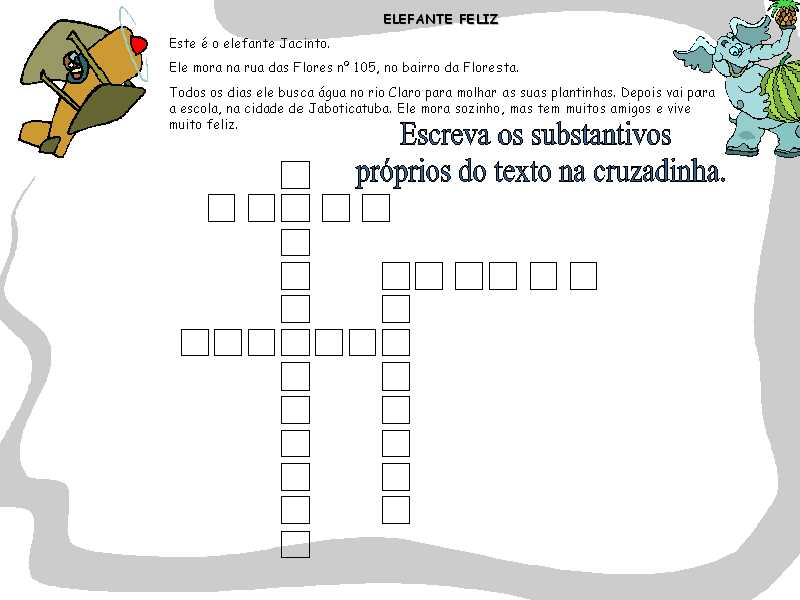 ELEFANTE FELIZ
Este é o elefante Jacinto.
Ele mora na rua das Flores nº 105, no bairro da Floresta.
Todos os dias ele busca água no rio Claro para molhar as suas plantinhas. Depois vai para
a escola, na cidade de Jaboticatuba. Ele mora sozinho, mas tem muitos amigos e vive
muito feliz.
Escreva os substantivos
próprios do texto na cruzadinha.